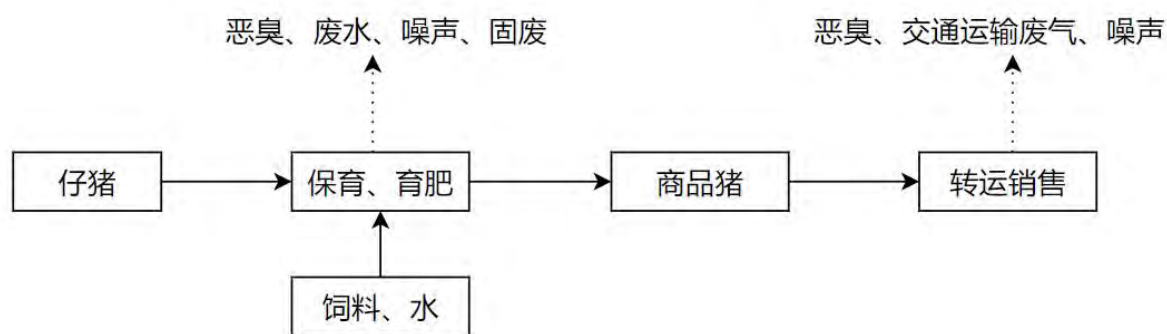 恶臭、废水、噪声、固废
恶臭、交通运输废气、噪声
仔猪
保育、育肥
商品猪
转运销售
饲料、水